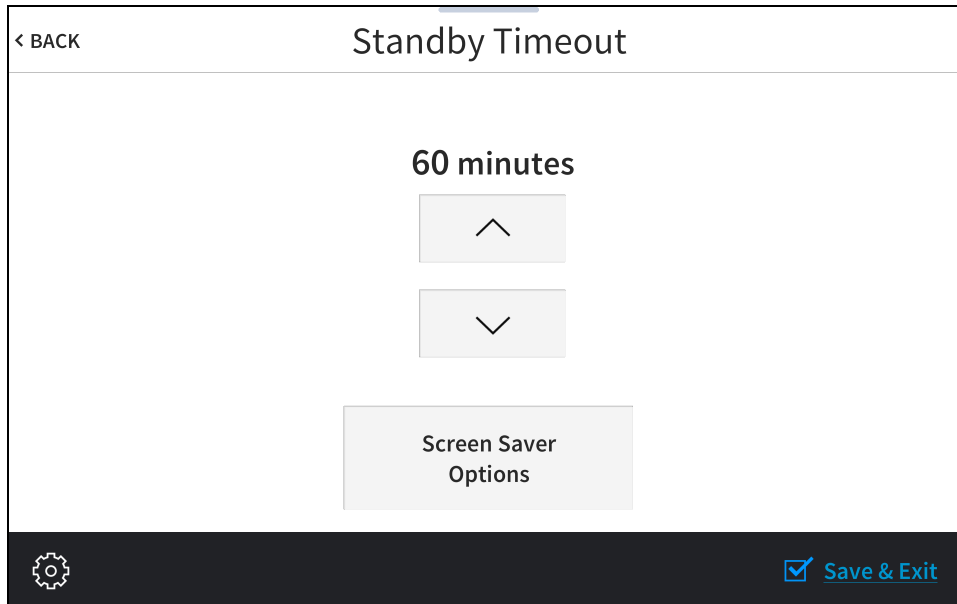 < BACK
Standby Timeout
60 minutes
Screen Saver
Options
Save & Exit